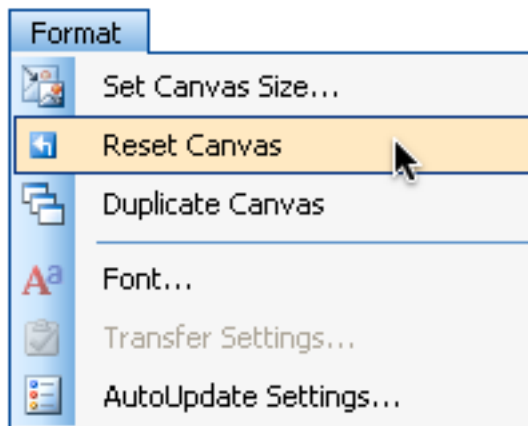 Format
Set Canvas Size...
Reset Canvas
Duplicate Canvas
Font...
Transfer Settings...
AutoUpdate Settings...